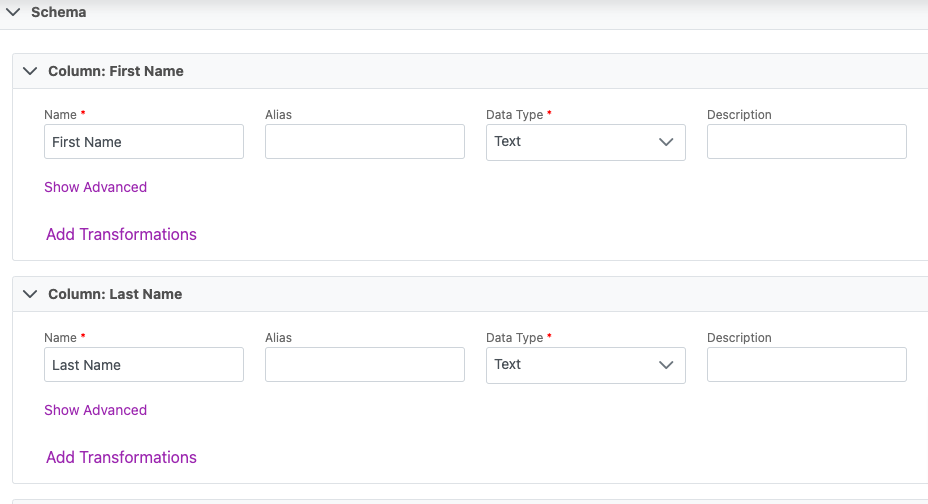 Schema
Column: First Name
Name * Alias Data Type * Description
First Name Text
Show Advanced
Add Transformations
Column: Last Name
Name * Alias Data Type * Description
Last Name Text
Show Advanced
Add Transformations